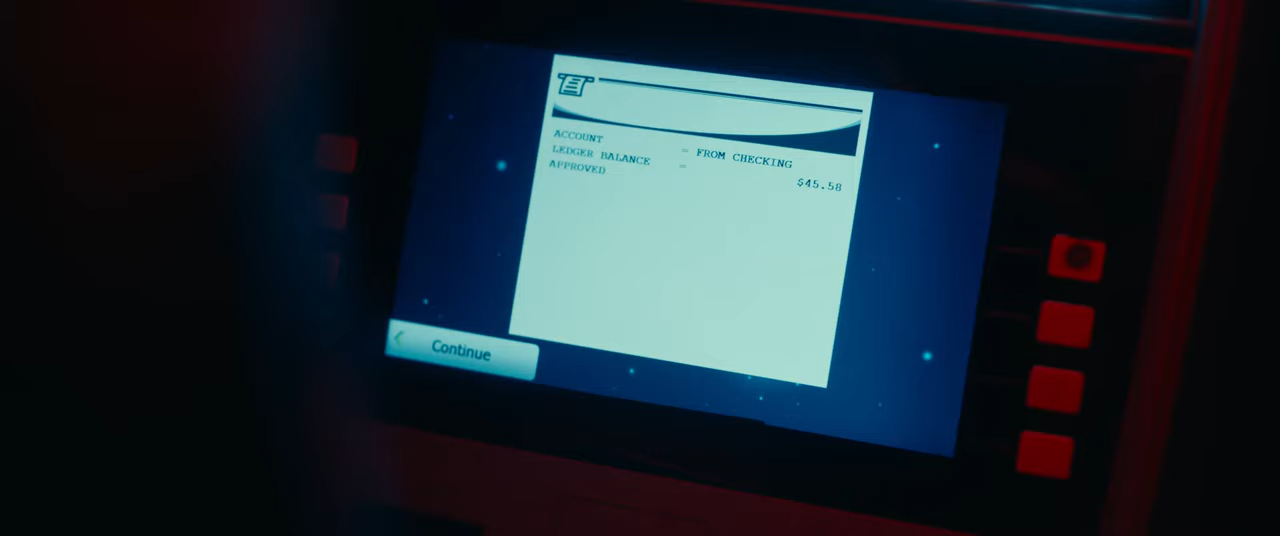 ACCOUNT = FROM CHECKING
LEDGER BALANCE = $45.58
APPROVED
Continue